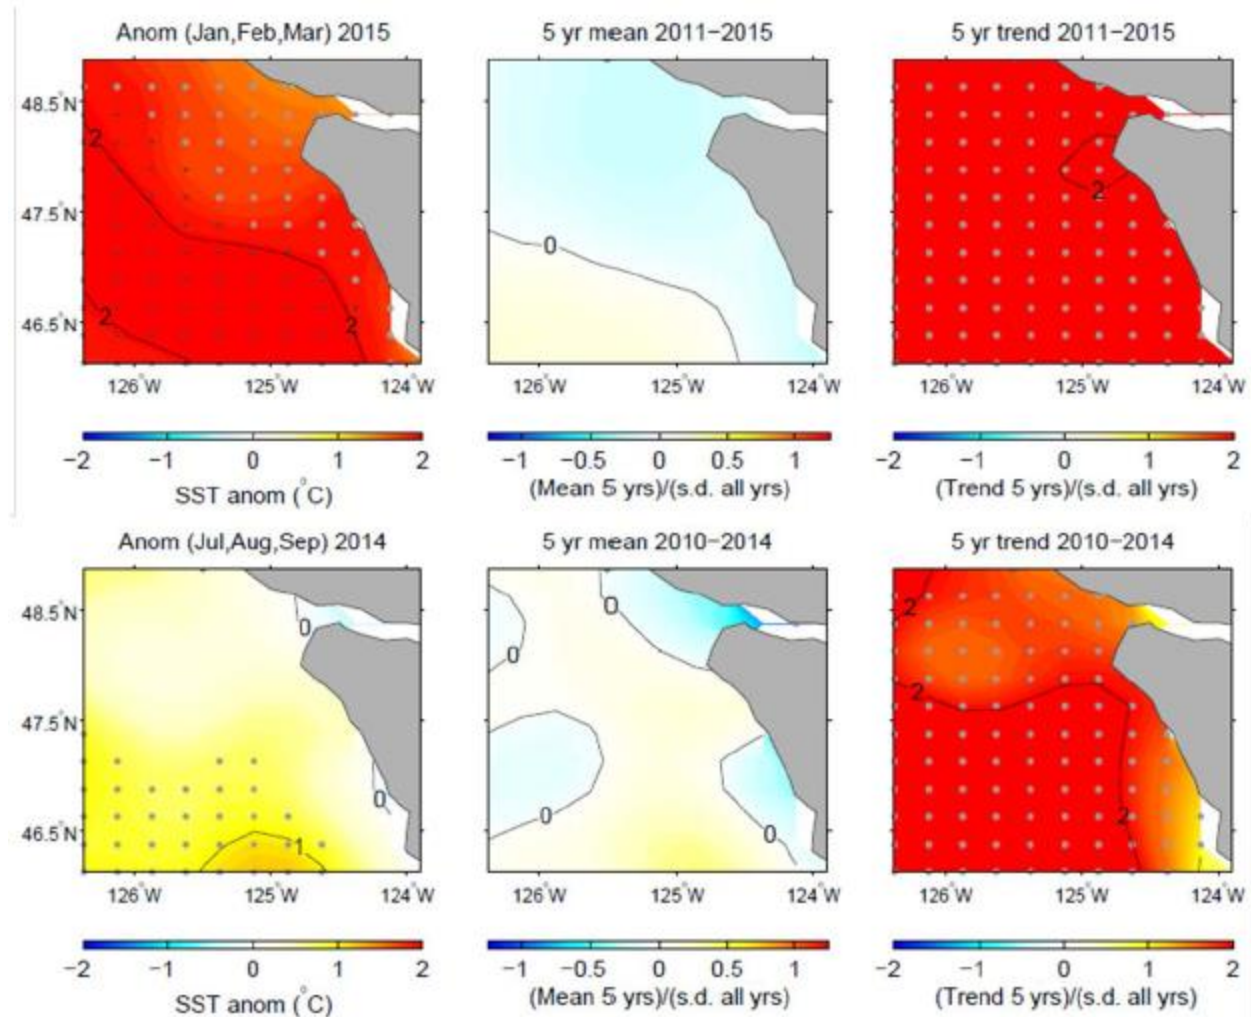 Anom (Jan,Feb,Mar) 2015
5 yr mean 2011−2015
5 yr trend 2011−2015
48.5°N
47.5°N
46.5°N
2
2
2
0
2
126°W
125°W
124°W
126°W
125°W
124°W
126°W
125°W
124°W
−2
−1
0
1
2
−1
−0.5
0
0.5
1
−2
−1
0
1
2
SST anom (°C)
(Mean 5 yrs)/(s.d. all yrs)
(Trend 5 yrs)/(s.d. all yrs)
Anom (Jul,Aug,Sep) 2014
5 yr mean 2010−2014
5 yr trend 2010−2014
48.5°N
47.5°N
46.5°N
0
0
1
0
0
0
0
2
2
2
126°W
125°W
124°W
126°W
125°W
124°W
126°W
125°W
124°W
−2
−1
0
1
2
−1
−0.5
0
0.5
1
−2
−1
0
1
2
SST anom (°C)
(Mean 5 yrs)/(s.d. all yrs)
(Trend 5 yrs)/(s.d. all yrs)